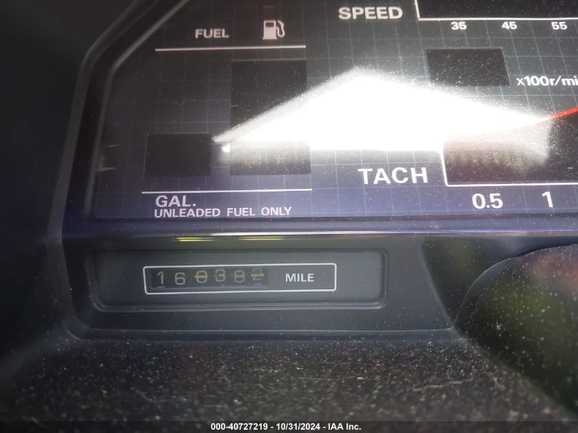 SPEED
35 45 55
FUEL
x100r/mi
TACH
0.5 1
GAL.
UNLEADED FUEL ONLY
MILE
000-40727219 - 10/31/2024 - IAA Inc.